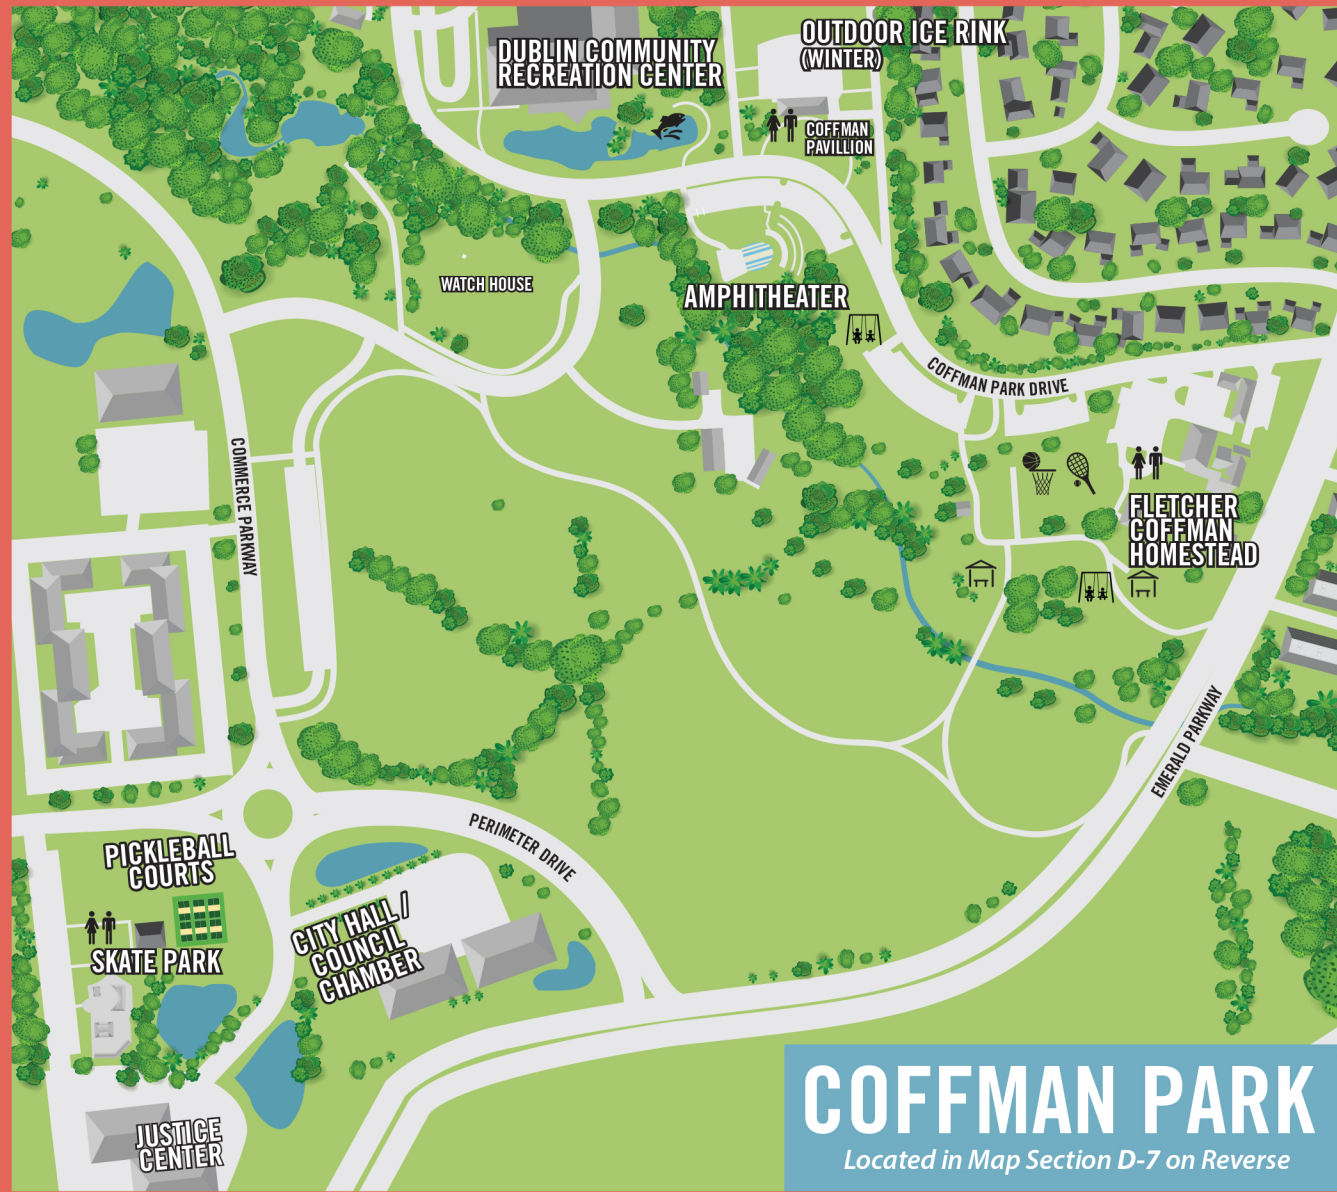 DUBLIN COMMUNITY
RECREATION CENTER
OUTDOOR ICE RINK
(WINTER)
COFFMAN
PAVILLION
WATCH HOUSE
AMPHITHEATER
COFFMAN PARK DRIVE
COMMERCE PARKWAY
FLETCHER
COFFMAN
HOMESTEAD
EMERALD PARKWAY
PERIMETER DRIVE
PICKLEBALL
COURTS
CITY HALL /
COUNCIL
CHAMBER
SKATE PARK
JUSTICE
CENTER
COFFMAN PARK
Located in Map Section D-7 on Reverse